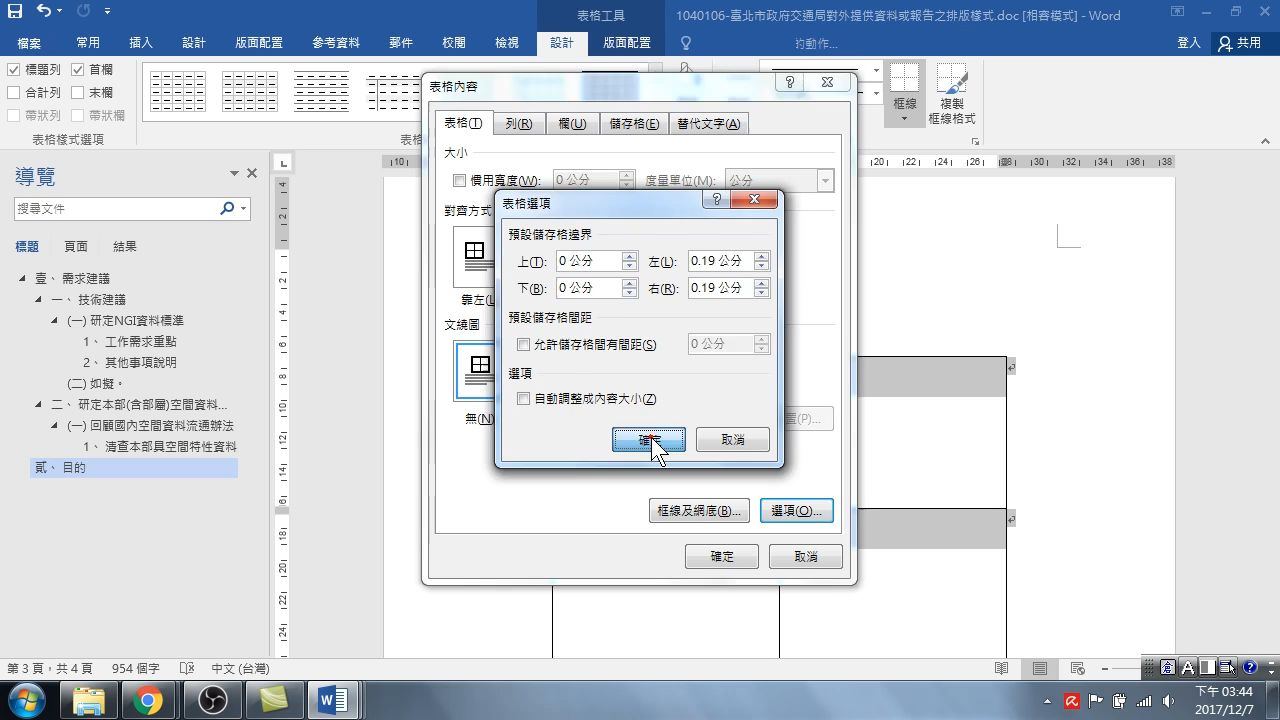 表格工具
1040106-臺北市政府交通局對外提供資料或報告之排版樣式.doc [相容模式] - Word
檔案 常用 插入 設計 版面配置 參考資料 郵件 校閱 檢視 設計 版面配置 的動作... 登入 共用
標題列 首欄
合計列 末欄
帶狀列 帶狀欄
表格樣式選項
框線
複製
框線格式
導覽
搜尋文件
標題 頁面 結果
壹、 需求建議
一、 技術建議
(一) 研定NGI資料標準
1、 工作需求重點
2、 其他事項說明
(二) 如擬。
二、 研定本部(含部屬)空間資料...
(一) 回顧國內空間資料流通辦法
1、 清查本部具空間特性資料
貳、 目的
表格內容
表格(T) 列(R) 欄(U) 儲存格(E) 替代文字(A)
大小
慣用寬度(W): 0 公分 度量單位(M): 公分
對齊方式
靠左(L
文繞圖
無(N)
置(P)...
框線及網底(B)... 選項(O)...
確定 取消
表格選項
預設儲存格邊界
上(T): 0 公分 左(L): 0.19 公分
下(B): 0 公分 右(R): 0.19 公分
預設儲存格間距
允許儲存格間有間距(S) 0 公分
選項
自動調整成內容大小(Z)
確定 取消
|10| |20| |22| |24| |26| |28| |30| |32| |34| |36| |38
第 3 頁，共 4 頁 954 個字 中文 (台灣)
下午 03:44
2017/12/7